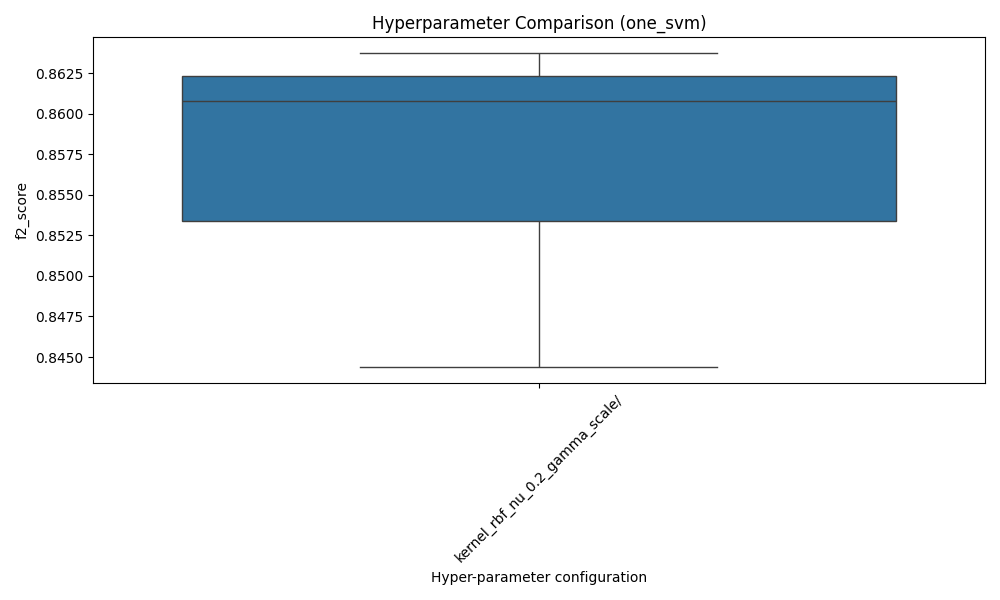 Hyperparameter Comparison (one_svm)
f2_score
0.8625
0.8600
0.8575
0.8550
0.8525
0.8500
0.8475
0.8450
kernel_rbf_nu_0.2_gamma_scale/
Hyper-parameter configuration